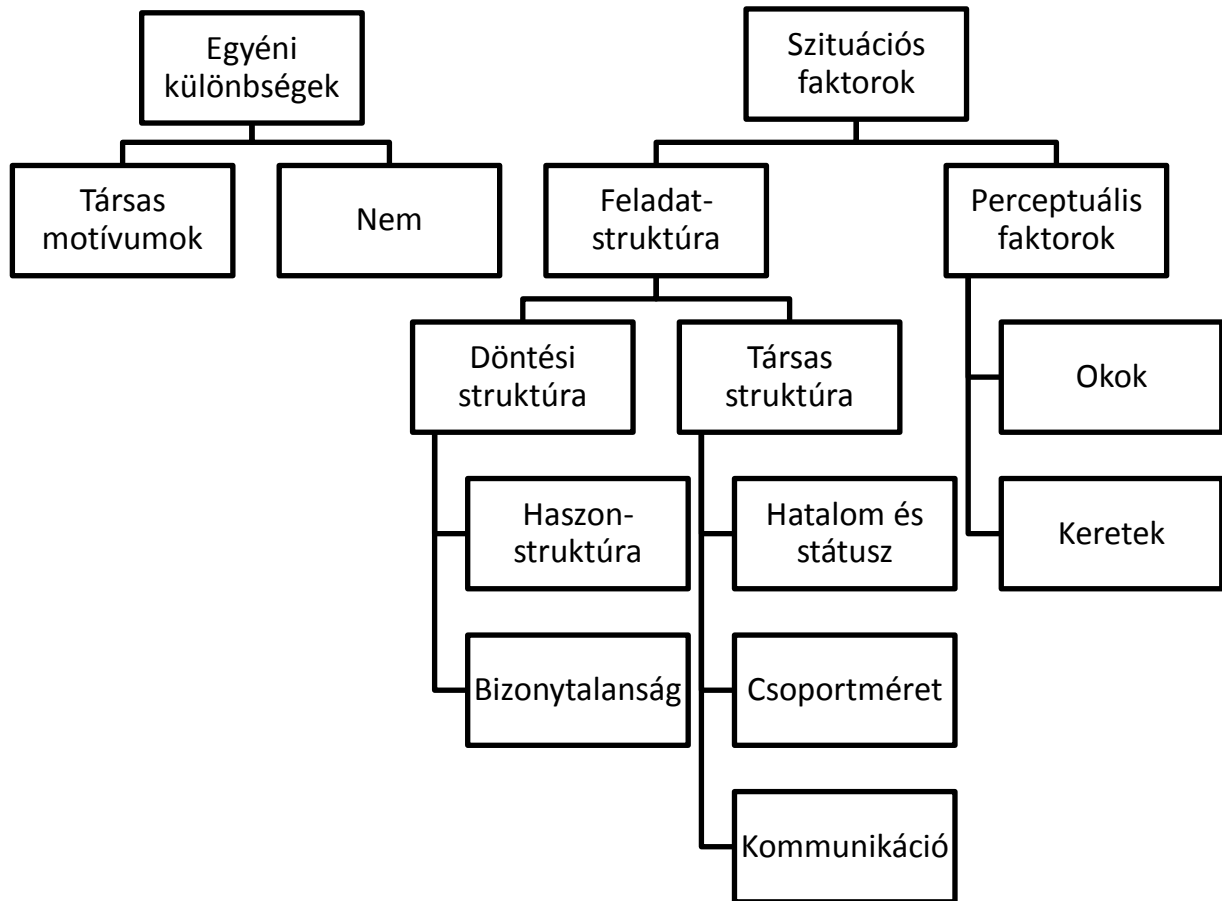 Egyéni
különbségek
Szituációs
faktorok
Társas
motívumok
Nem
Feladat-
struktúra
Perceptuális
faktorok
Döntési
struktúra
Társas
struktúra
Okok
Haszon-
struktúra
Hatalom és
státusz
Keretek
Bizonytalanság
Csoportméret
Kommunikáció